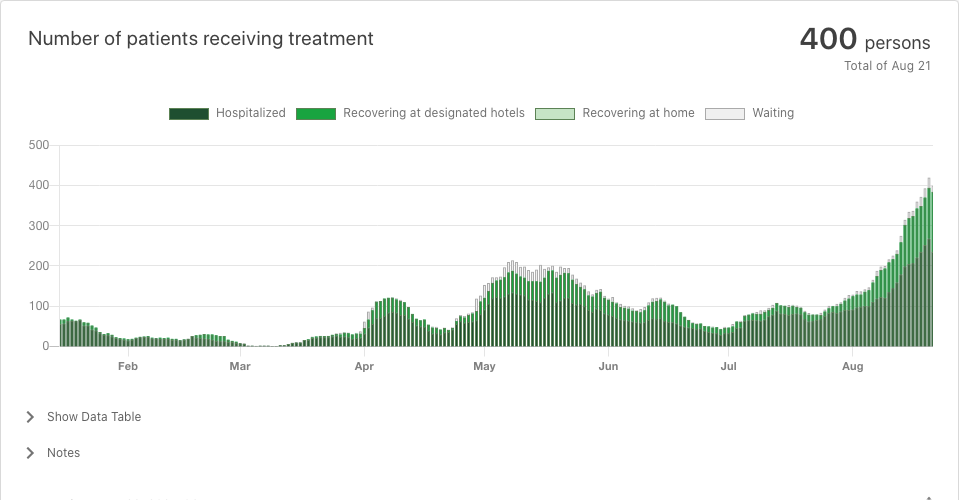 Number of patients receiving treatment
400 persons
Total of Aug 21
Hospitalized Recovering at designated hotels Recovering at home Waiting
500
400
300
200
100
0
Feb Mar Apr May Jun Jul Aug
Show Data Table
Notes